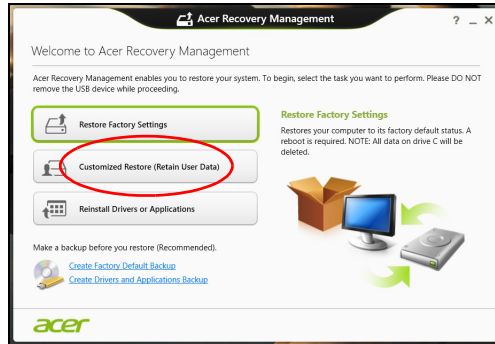 Acer Recovery Management
? _ X
Welcome to Acer Recovery Management
Acer Recovery Management enables you to restore your system. To begin, select the task you want to perform. Please DO NOT
remove the USB device while proceeding.
Restore Factory Settings
Customized Restore (Retain User Data)
Reinstall Drivers or Applications
Restore Factory Settings
Restores your computer to its factory default status. A
reboot is required. NOTE: All data on drive C will be
deleted.
Make a backup before you restore (Recommended).
Create Factory Default Backup
Create Drivers and Applications Backup
acer